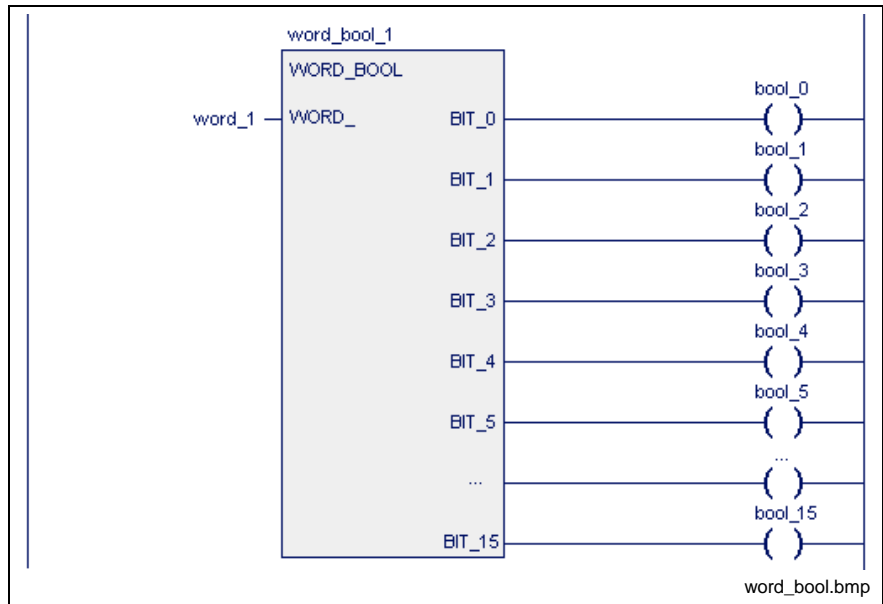 word_bool_1
WORD_BOOL
bool_0
word_1 WORD_ BIT_0
bool_1
BIT_1
bool_2
BIT_2
bool_3
BIT_3
bool_4
BIT_4
bool_5
BIT_5
...
...
bool_15
BIT_15
word_bool.bmp